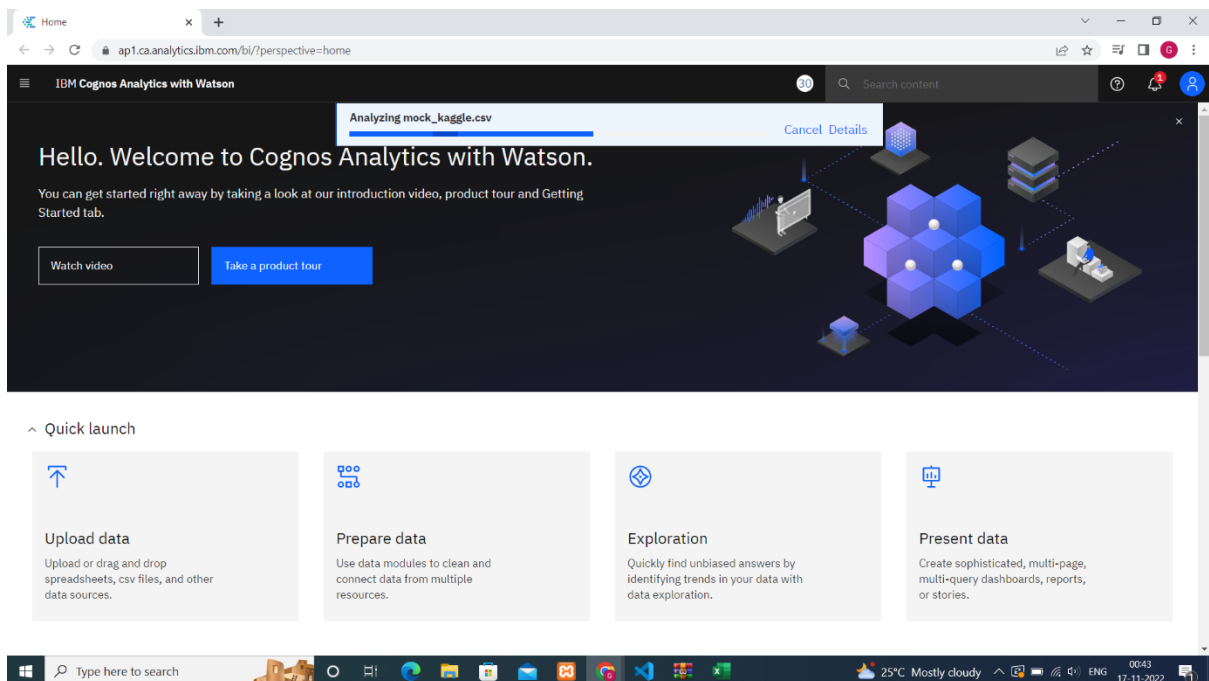 Home
ap1.ca.analytics.ibm.com/bi/?perspective=home
G
IBM Cognos Analytics with Watson
30
Search content
1
Analyzing mock_kaggle.csv
Cancel Details
Hello. Welcome to Cognos Analytics with Watson.
You can get started right away by taking a look at our introduction video, product tour and Getting
Started tab.
Watch video
Take a product tour
Quick launch
Upload data
Upload or drag and drop
spreadsheets, csv files, and other
data sources.
Prepare data
Use data modules to clean and
connect data from multiple
resources.
Exploration
Quickly find unbiased answers by
identifying trends in your data with
data exploration.
Present data
Create sophisticated, multi-page,
multi-query dashboards, reports,
or stories.
Type here to search
25°C Mostly cloudy
ENG
00:43
17-11-2022
1